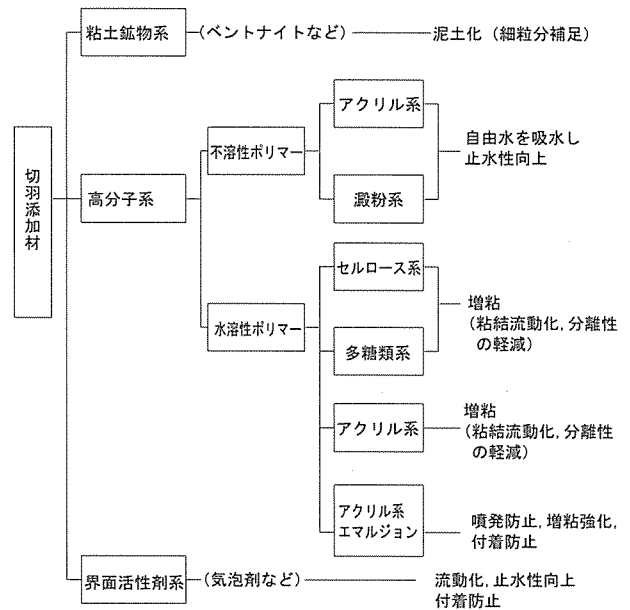 切羽添加材
粘土鉱物系
(ベントナイトなど)
泥土化 (細粒分補足)
高分子系
不溶性ポリマー
アクリル系
澱粉系
自由水を吸水し
止水性向上
水溶性ポリマー
セルロース系
多糖類系
増粘
(粘結流動化, 分離性
の軽減)
アクリル系
増粘
(粘結流動化, 分離性
の軽減)
アクリル系
エマルジョン
噴発防止, 増粘強化,
付着防止
界面活性剤系
(気泡剤など)
流動化, 止水性向上
付着防止